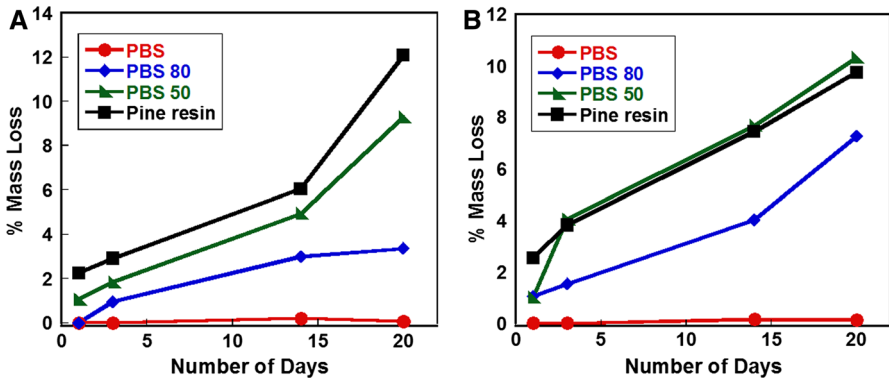 A
14
12
10
8
6
4
2
0
% Mass Loss
PBS
PBS 80
PBS 50
Pine resin
0 5 10 15 20
Number of Days
B
12
10
8
6
4
2
0
% Mass Loss
PBS
PBS 80
PBS 50
Pine resin
0 5 10 15 20
Number of Days